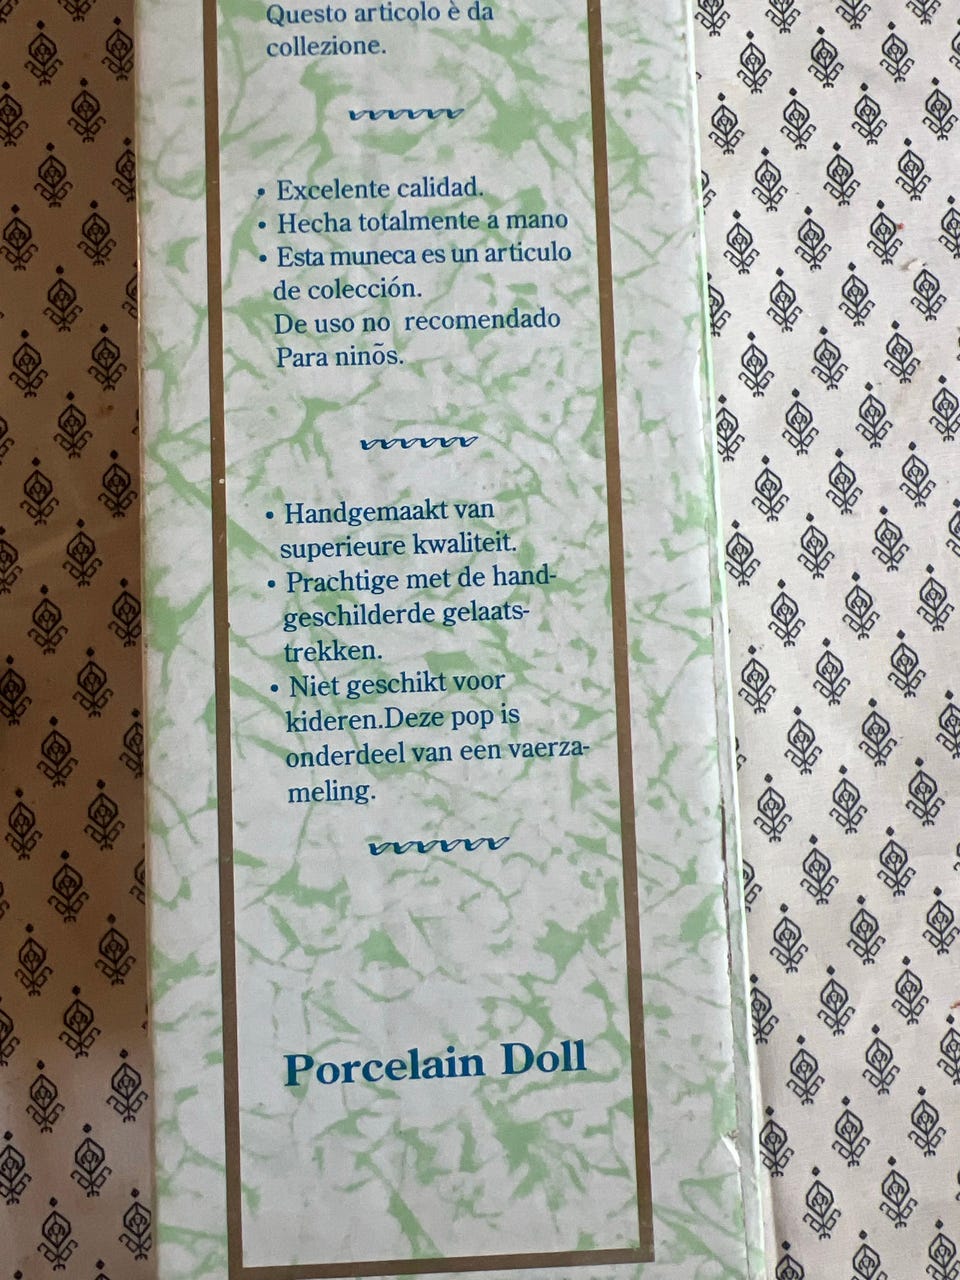 Questo articolo è da
collezione.
• Excelente calidad.
• Hecha totalmente a mano
• Esta muneca es un articulo
de colección.
De uso no recomendado
Para ninõs.
• Handgemaakt van
superieure kwaliteit.
• Prachtige met de hand-
geschilderde gelaats-
trekken.
• Niet geschikt voor
kideren.Deze pop is
onderdeel van een vaerza-
meling.
Porcelain Doll